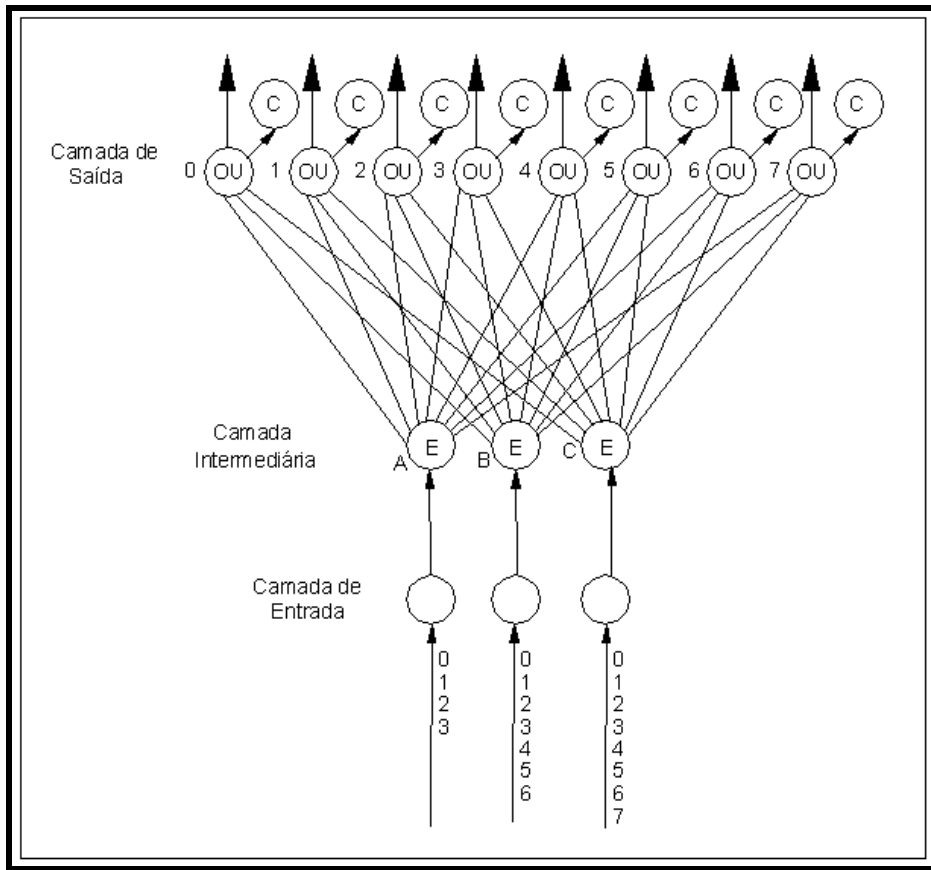 C C C C C C C C
Camada de
Saída
0 OU 1 OU 2 OU 3 OU 4 OU 5 OU 6 OU 7 OU
Camada
Intermediária
A E B E C E
Camada de
Entrada
0 0 0
1 1 1
2 2 2
3 3 3
4 4
5 5
6 6
7